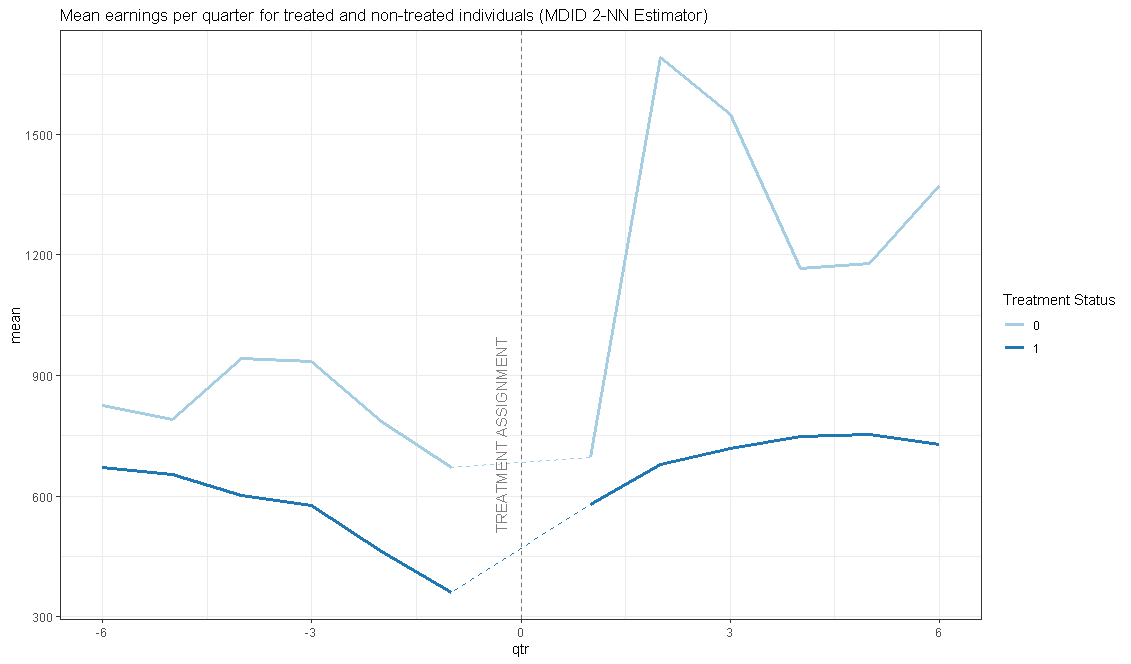 Mean earnings per quarter for treated and non-treated individuals (MDID 2-NN Estimator)
mean
1500
1200
900
600
300
TREATMENT ASSIGNMENT
-6
-3
0
3
6
qtr
Treatment Status
0
1